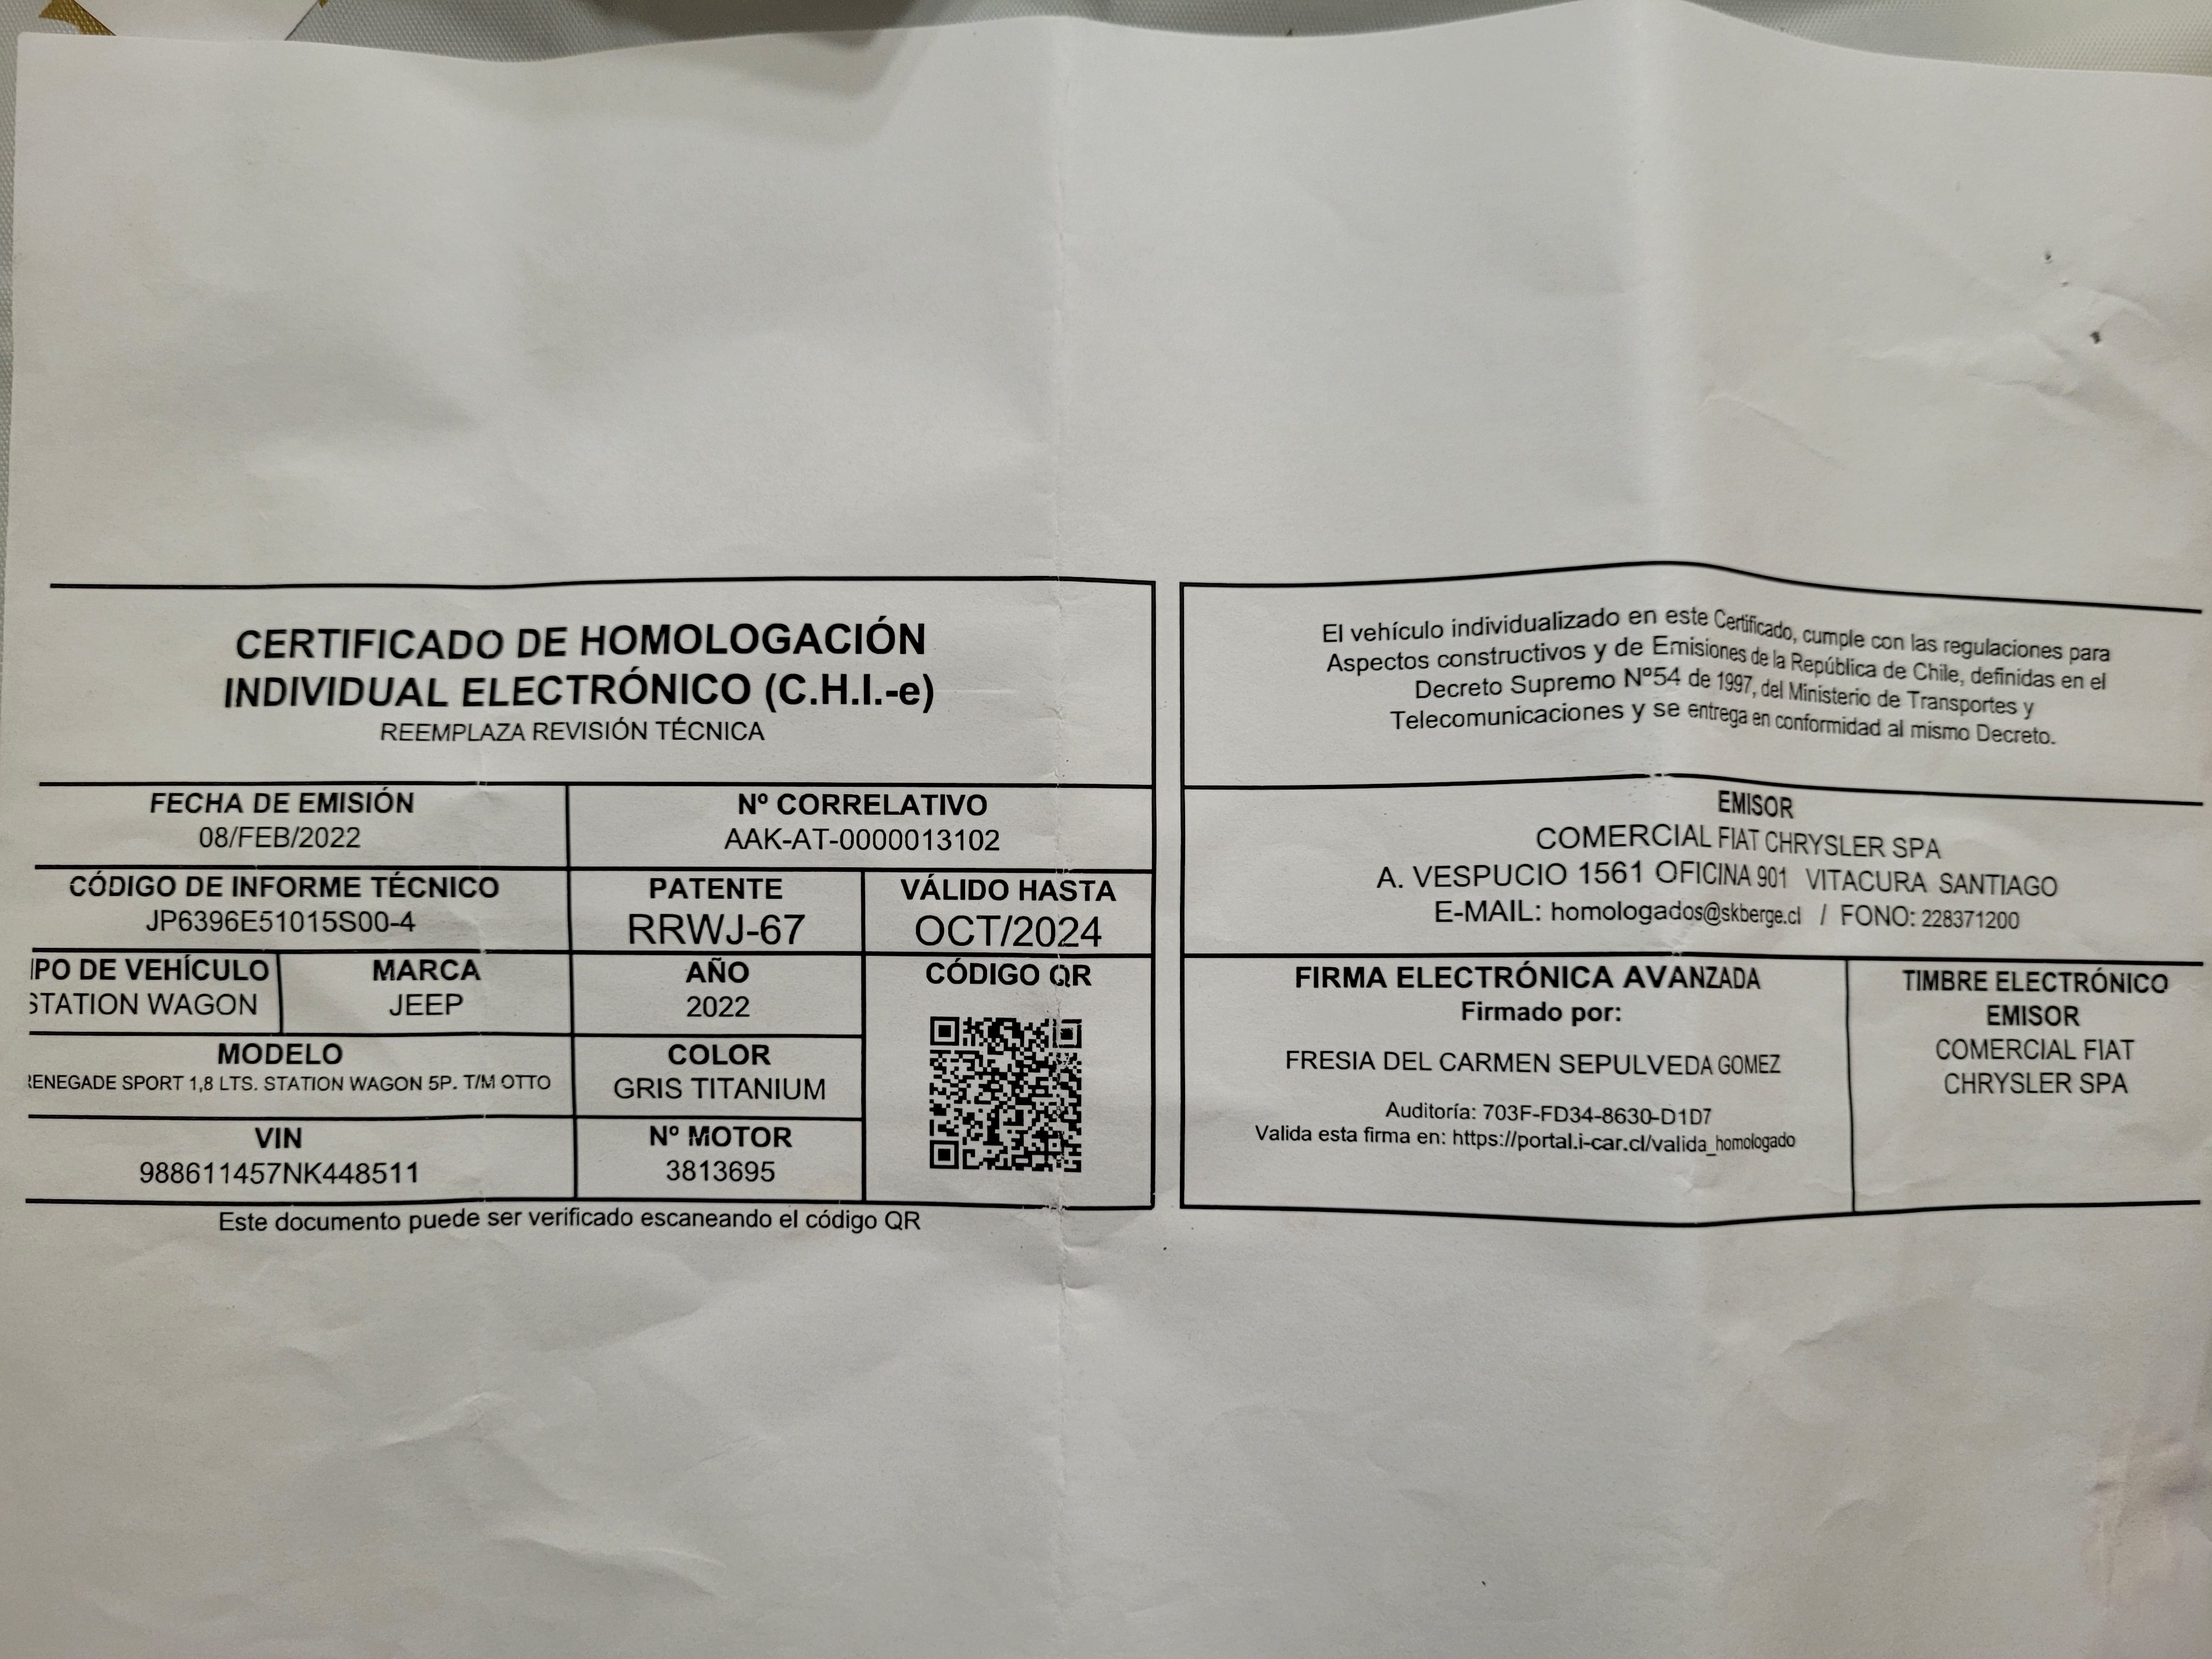 CERTIFICADO DE HOMOLOGACIÓN
INDIVIDUAL ELECTRÓNICO (C.H.I.-e)
REEMPLAZA REVISIÓN TÉCNICA
FECHA DE EMISIÓN
08/FEB/2022
Nº CORRELATIVO
AAK-AT-0000013102
CÓDIGO DE INFORME TÉCNICO
JP6396E51015S00-4
PATENTE
RRWJ-67
VÁLIDO HASTA
OCT/2024
IPO DE VEHÍCULO
STATION WAGON
MARCA
JEEP
AÑO
2022
CÓDIGO QR
MODELO
RENEGADE SPORT 1,8 LTS. STATION WAGON 5P. T/M OTTO
COLOR
GRIS TITANIUM
VIN
988611457NK448511
Nº MOTOR
3813695
Este documento puede ser verificado escaneando el código QR
El vehículo individualizado en este Certificado, cumple con las regulaciones para
Aspectos constructivos y de Emisiones de la República de Chile, definidas en el
Decreto Supremo Nº54 de 1997, del Ministerio de Transportes y
Telecomunicaciones y se entrega en conformidad al mismo Decreto.
EMISOR
COMERCIAL FIAT CHRYSLER SPA
A. VESPUCIO 1561 OFICINA 901 VITACURA SANTIAGO
E-MAIL: homologados@skberge.cl / FONO: 228371200
FIRMA ELECTRÓNICA AVANZADA
Firmado por:
FRESIA DEL CARMEN SEPULVEDA GOMEZ
Auditoría: 703F-FD34-8630-D1D7
Valida esta firma en: https://portal.i-car.cl/valida_homologado
TIMBRE ELECTRÓNICO
EMISOR
COMERCIAL FIAT
CHRYSLER SPA